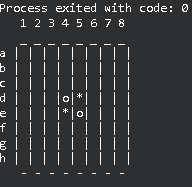 Process exited with code: 0
  1 2 3 4 5 6 7 8
  _ _ _ _ _ _ _ _
a | | | | | | | | |
b | | | | | | | | |
c | | | | | | | | |
d | | | |o|*| | | |
e | | | |*|o| | | |
f | | | | | | | | |
g | | | | | | | | |
h | | | | | | | | |
  - - - - - - - -